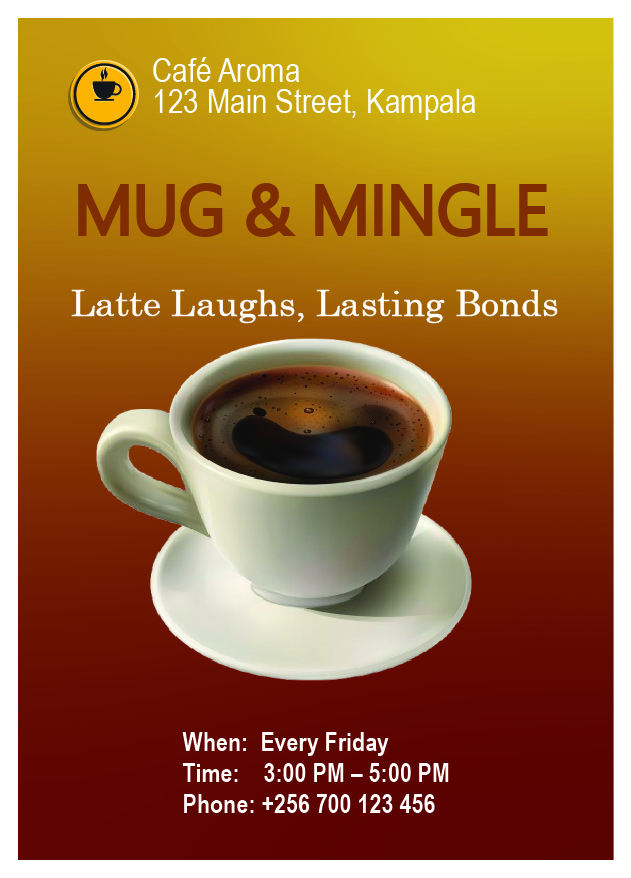 Café Aroma
123 Main Street, Kampala
MUG & MINGLE
Latte Laughs, Lasting Bonds
When: Every Friday
Time: 3:00 PM – 5:00 PM
Phone: +256 700 123 456